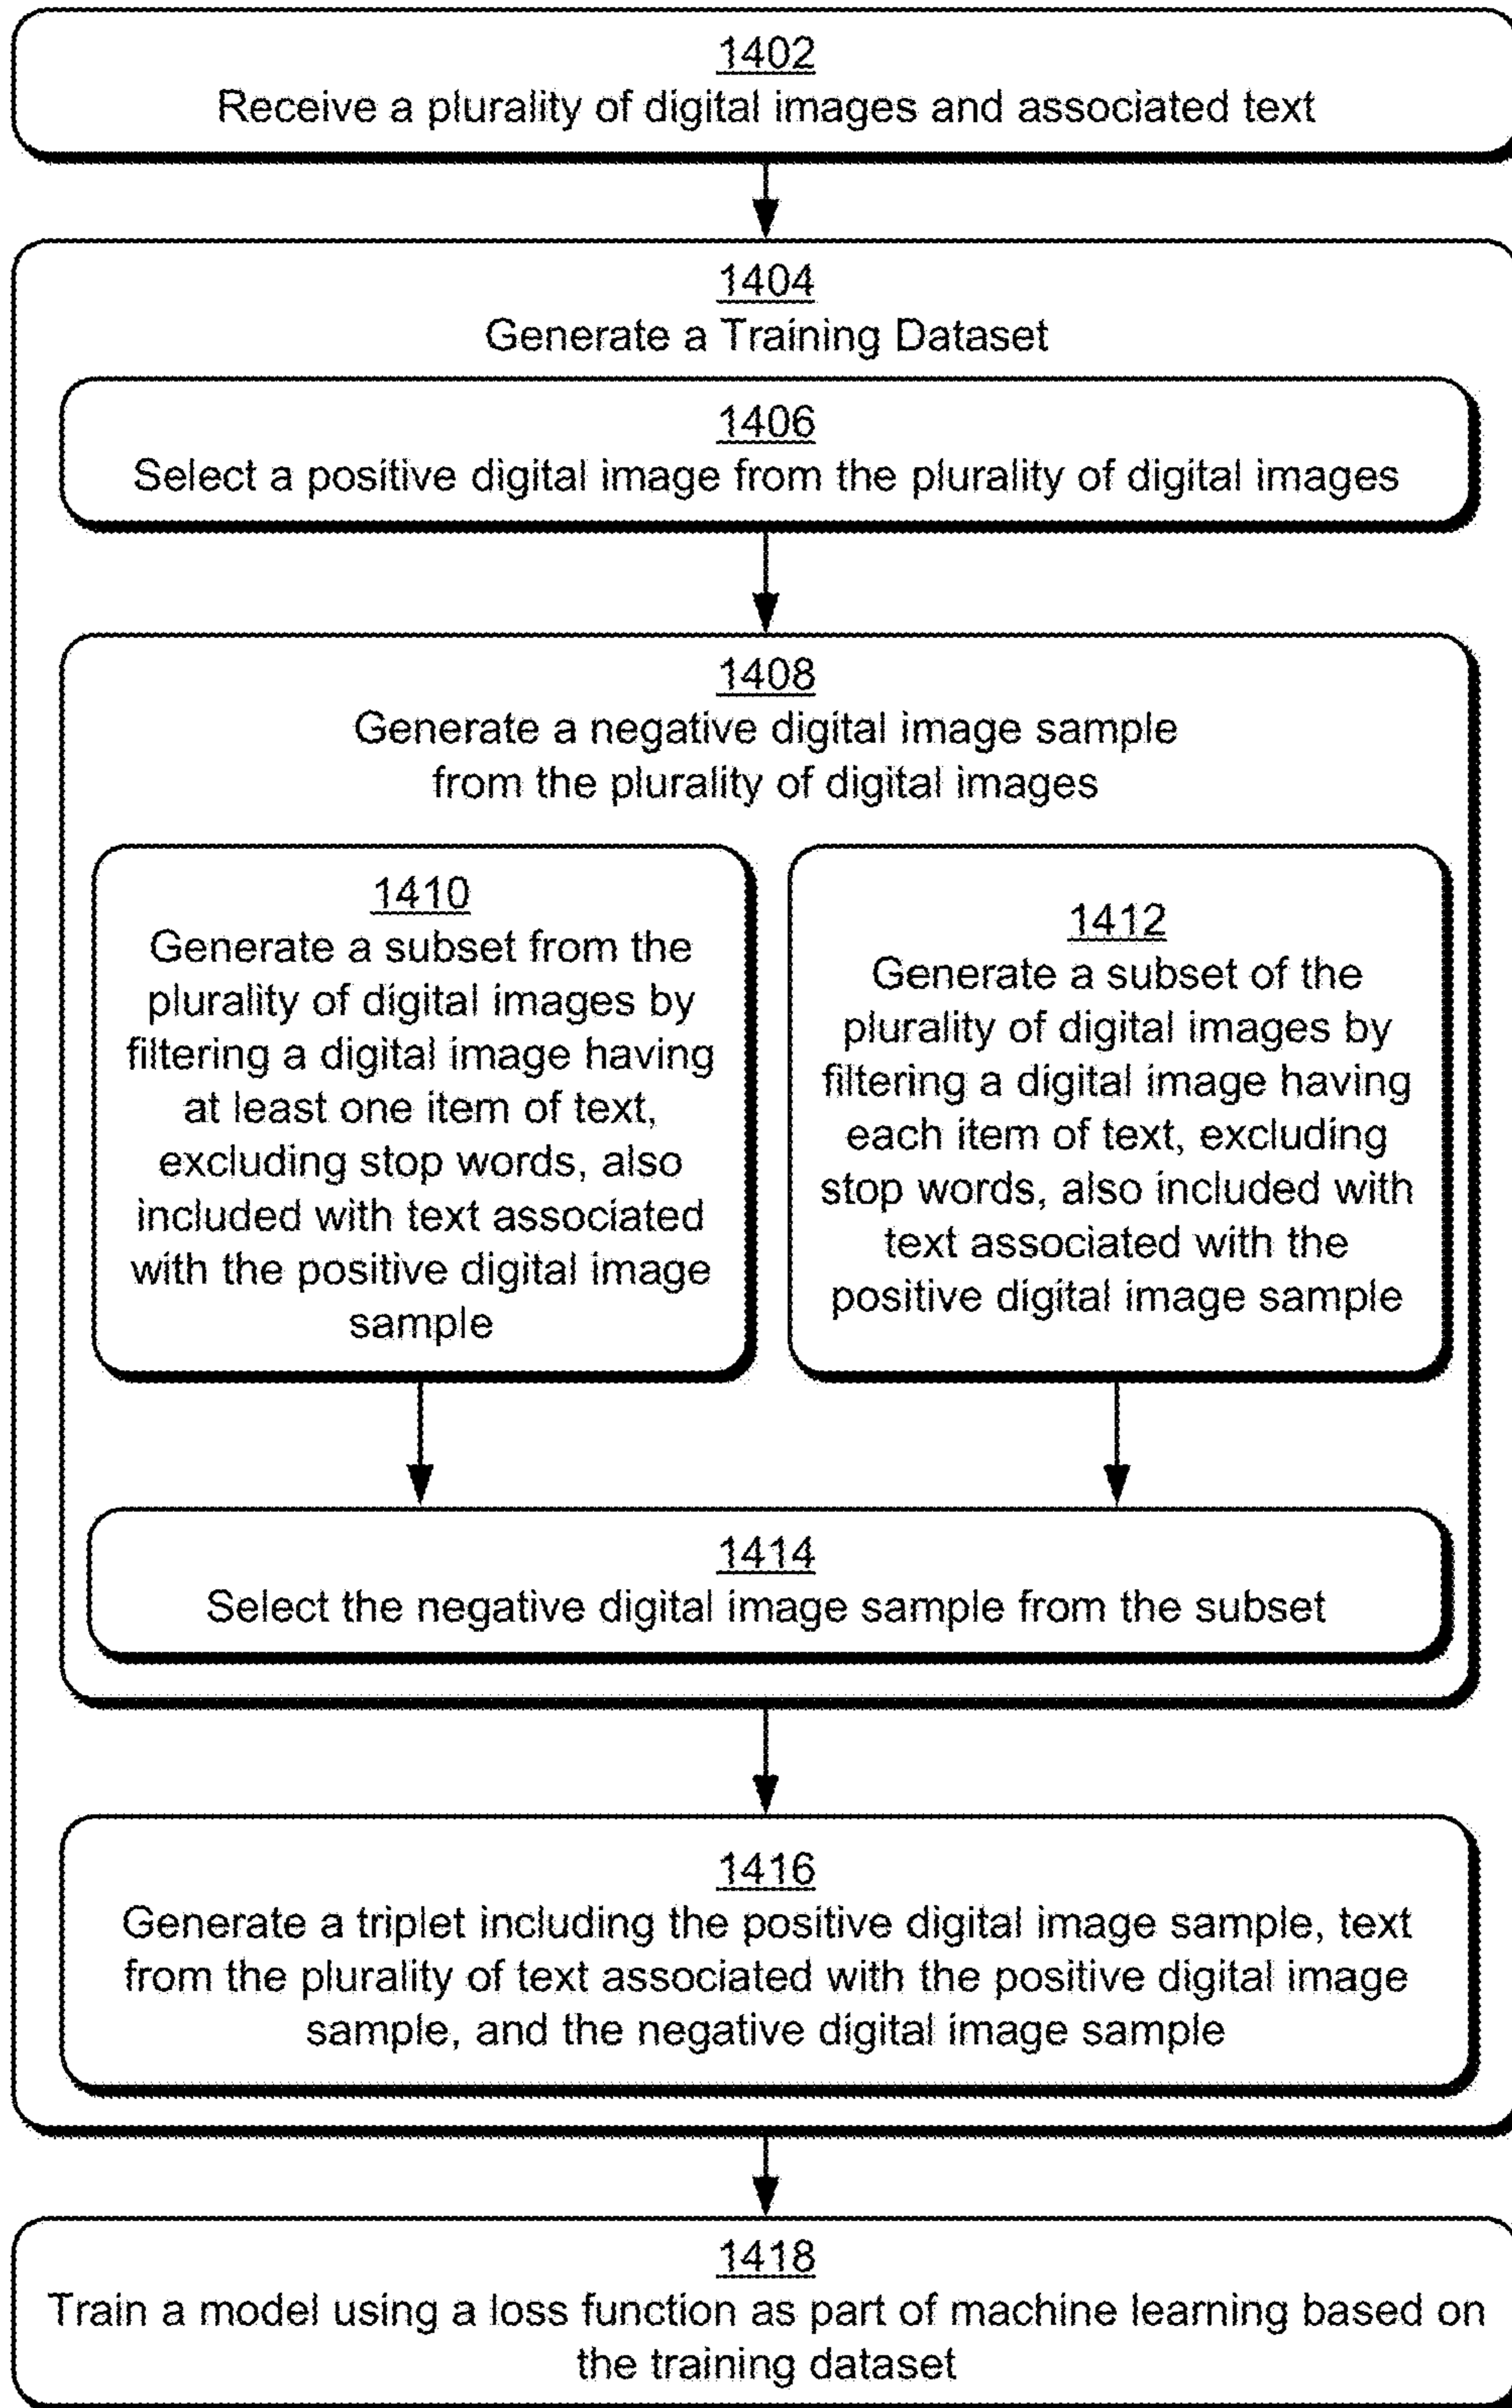 1402
Receive a plurality of digital images and associated text
1404
Generate a Training Dataset
1406
Select a positive digital image from the plurality of digital images
1408
Generate a negative digital image sample
from the plurality of digital images
1410
Generate a subset from the
plurality of digital images by
filtering a digital image having
at least one item of text,
excluding stop words, also
included with text associated
with the positive digital image
sample
1412
Generate a subset of the
plurality of digital images by
filtering a digital image having
each item of text, excluding
stop words, also included with
text associated with the
positive digital image sample
1414
Select the negative digital image sample from the subset
1416
Generate a triplet including the positive digital image sample, text
from the plurality of text associated with the positive digital image
sample, and the negative digital image sample
1418
Train a model using a loss function as part of machine learning based on
the training dataset